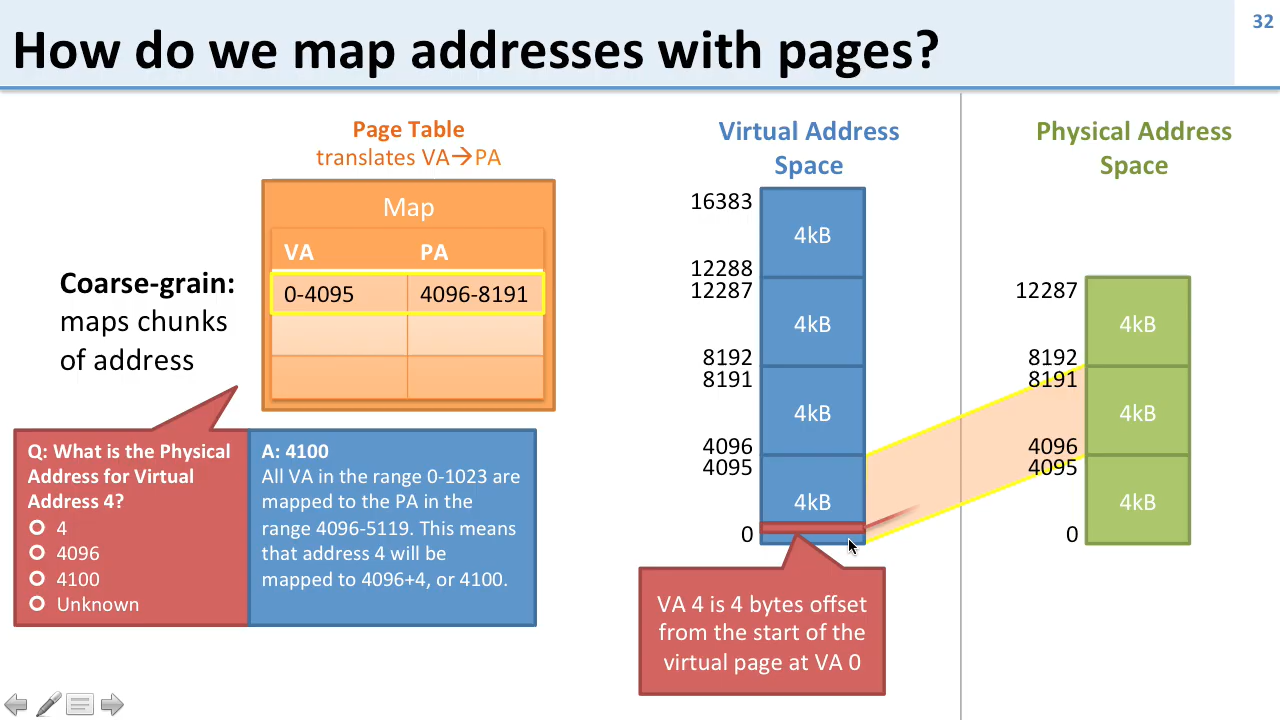 32
How do we map addresses with pages?
Page Table
translates VA→PA
Map
VA PA
0-4095 4096-8191
Coarse-grain:
maps chunks
of address
Q: What is the Physical
Address for Virtual
Address 4?
4
4096
4100
Unknown
A: 4100
All VA in the range 0-1023 are
mapped to the PA in the
range 4096-5119. This means
that address 4 will be
mapped to 4096+4, or 4100.
Virtual Address
Space
16383
4kB
12288
12287
4kB
8192
8191
4kB
4096
4095
4kB
0
VA 4 is 4 bytes offset
from the start of the
virtual page at VA 0
Physical Address
Space
12287
4kB
8192
8191
4kB
4096
4095
4kB
0